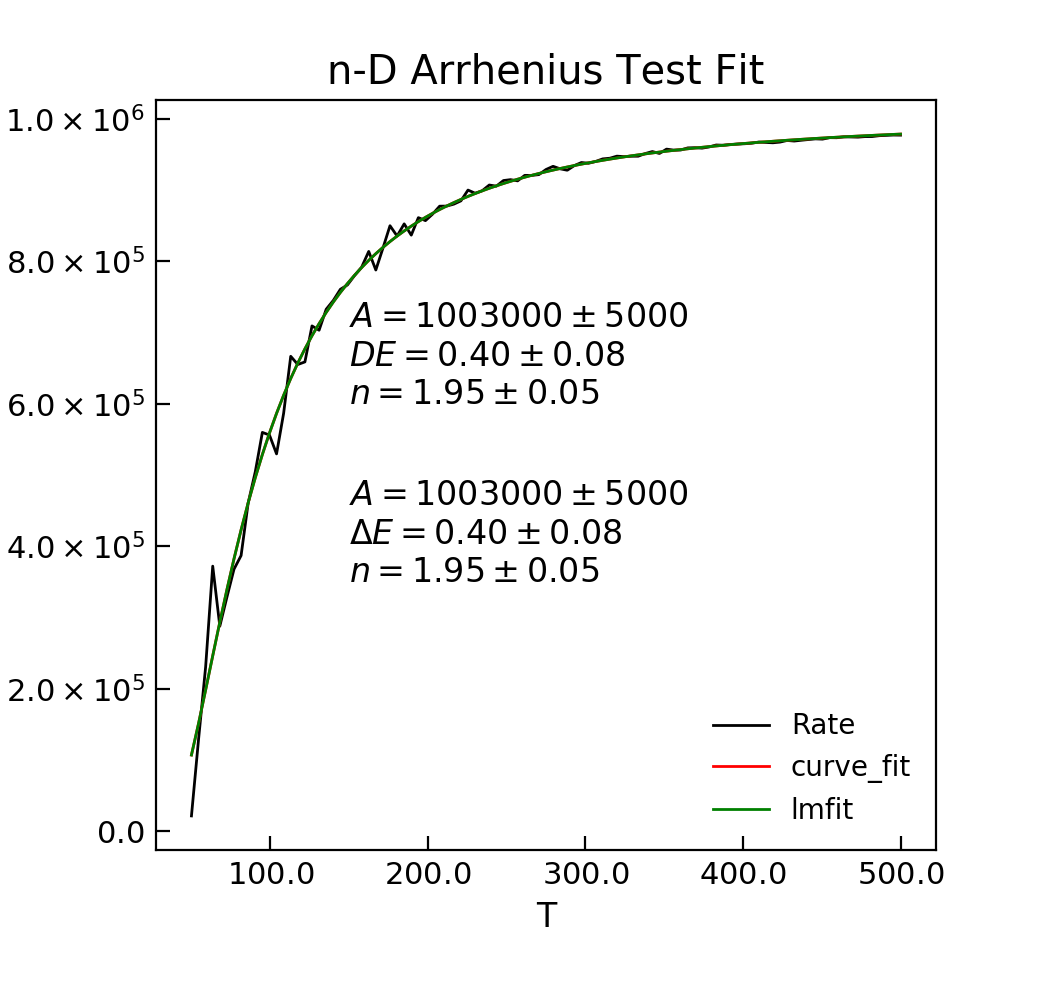 n-D Arrhenius Test Fit
1.0 × 10⁶
8.0 × 10⁵
6.0 × 10⁵
4.0 × 10⁵
2.0 × 10⁵
0.0
A = 1003000 ± 5000
DE = 0.40 ± 0.08
n = 1.95 ± 0.05
A = 1003000 ± 5000
ΔE = 0.40 ± 0.08
n = 1.95 ± 0.05
Rate
curve_fit
lmfit
100.0 200.0 300.0 400.0 500.0
T